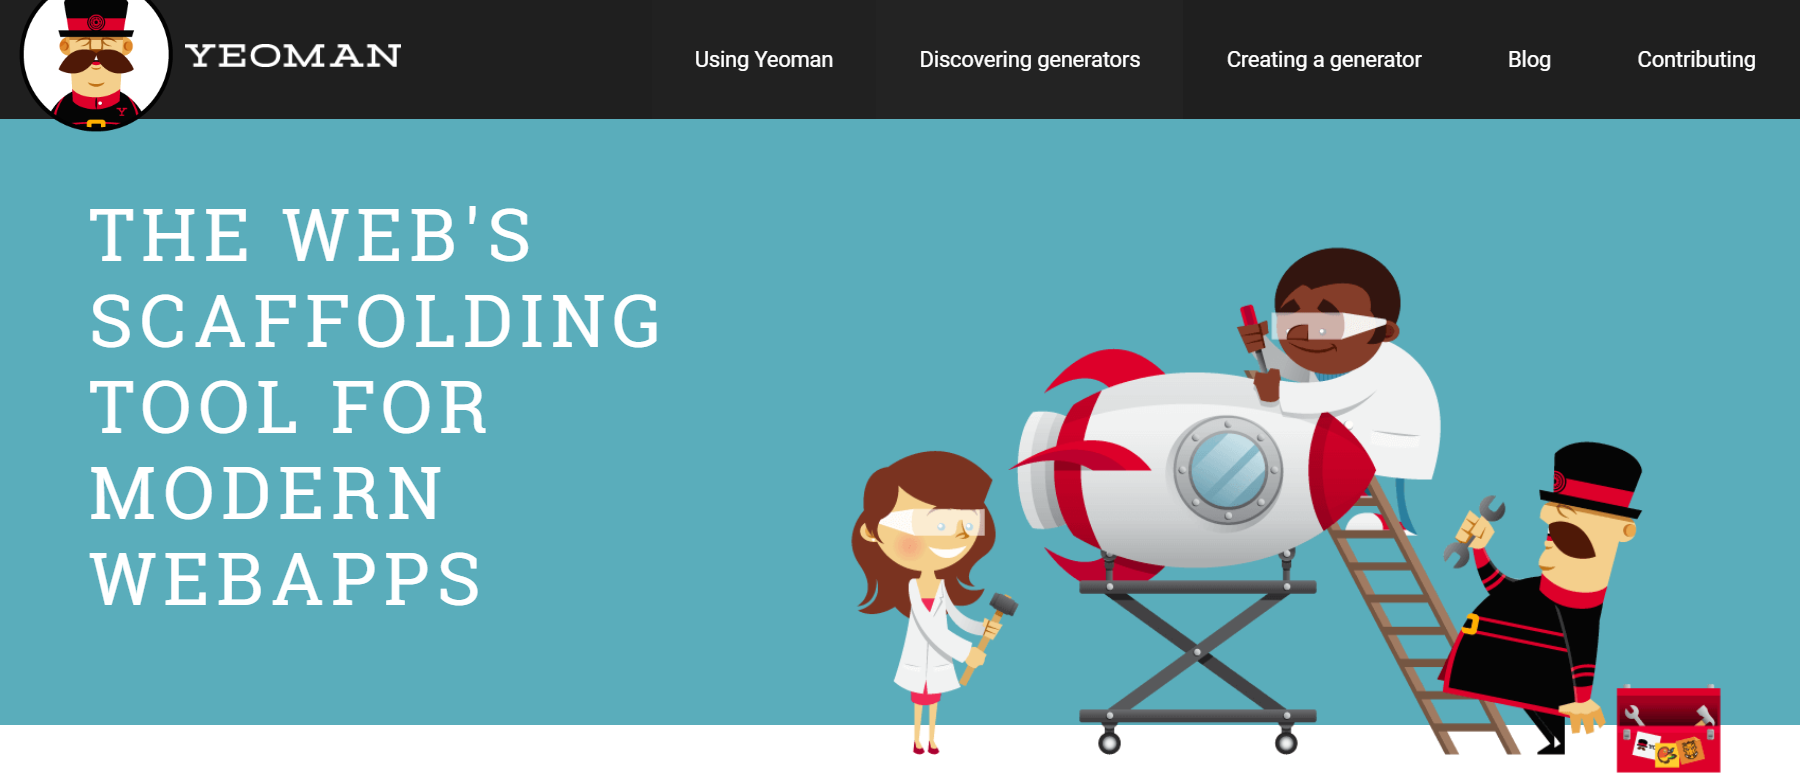 YEOMAN
Using Yeoman
Discovering generators
Creating a generator
Blog
Contributing
THE WEB'S
SCAFFOLDING
TOOL FOR
MODERN
WEBAPPS